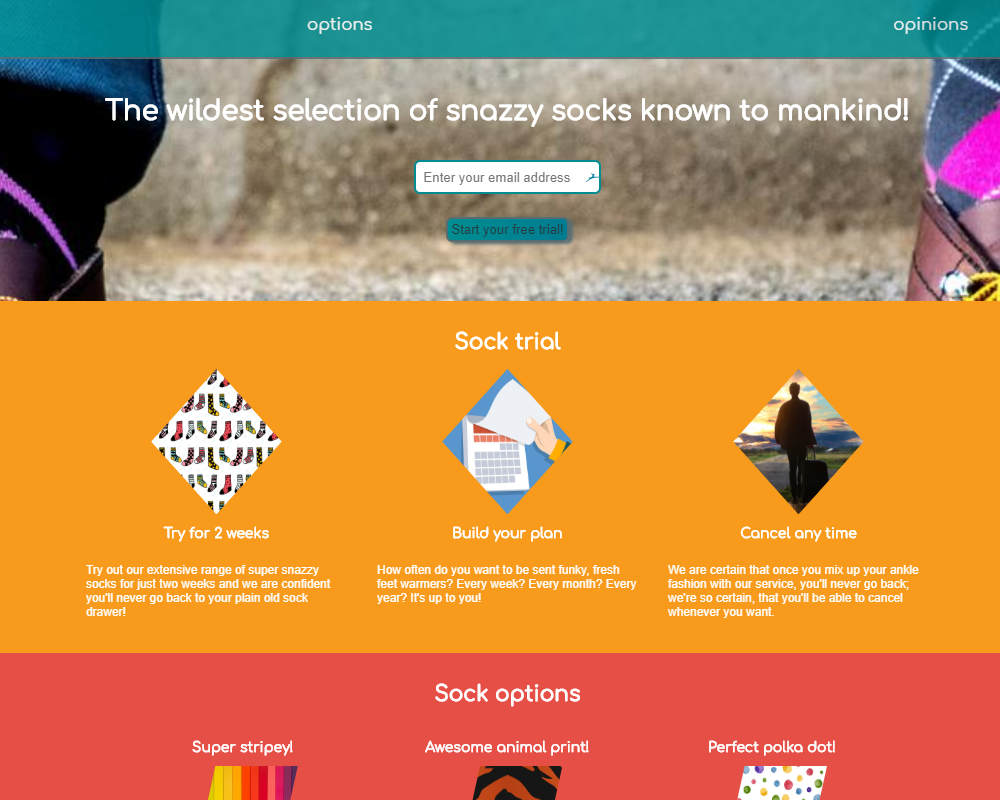 options opinions
The wildest selection of snazzy socks known to mankind!
Enter your email address
Start your free trial!
Sock trial
Try for 2 weeks
Build your plan
Cancel any time
Try out our extensive range of super snazzy
socks for just two weeks and we are confident
you'll never go back to your plain old sock
drawer!
How often do you want to be sent funky, fresh
feet warmers? Every week? Every month? Every
year? It's up to you!
We are certain that once you mix up your ankle
fashion with our service, you'll never go back;
we're so certain, that you'll be able to cancel
whenever you want.
Sock options
Super stripey!
Awesome animal print!
Perfect polka dot!